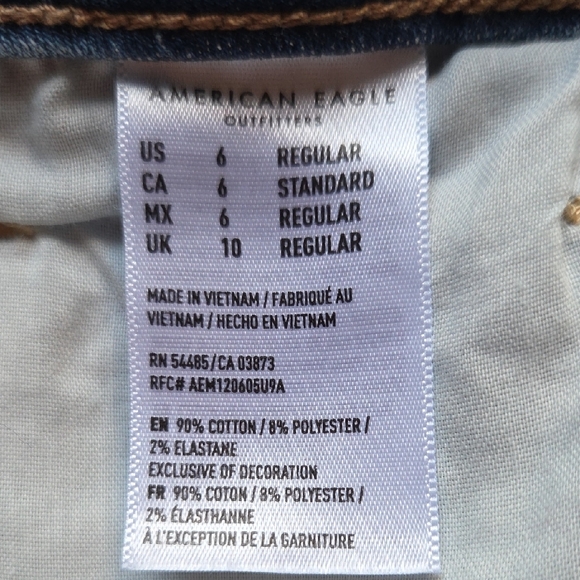 AMERICAN EAGLE
OUTFITTERS
US 6 REGULAR
CA 6 STANDARD
MX 6 REGULAR
UK 10 REGULAR
MADE IN VIETNAM / FABRIQUÉ AU
VIETNAM / HECHO EN VIETNAM
RN 54485/CA 03873
RFC# AEM120605U9A
EN 90% COTTON / 8% POLYESTER /
2% ELASTANE
EXCLUSIVE OF DECORATION
FR 90% COTON / 8% POLYESTER /
2% ÉLASTHANNE
À L'EXCEPTION DE LA GARNITURE